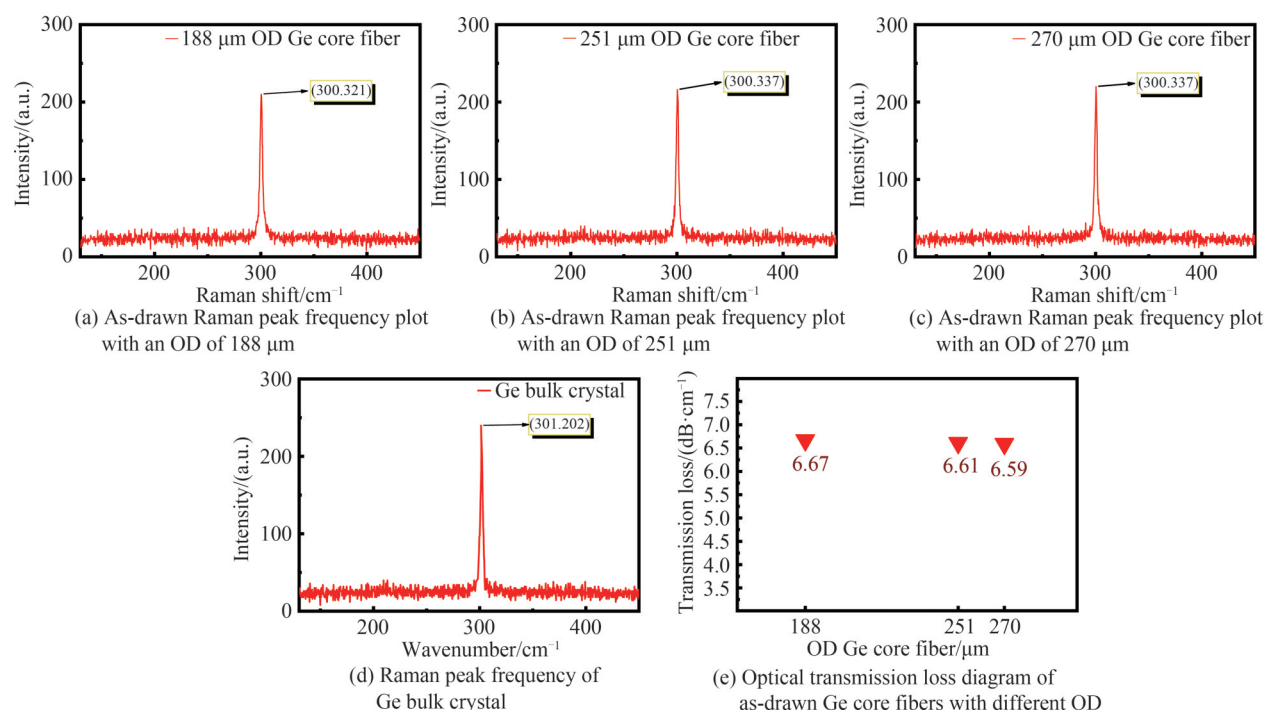 300
200
100
0
Intensity/(a.u.)
188 μm OD Ge core fiber
(300.321)
200
300
400
Raman shift/cm⁻¹
(a) As-drawn Raman peak frequency plot
with an OD of 188 μm
300
200
100
0
Intensity/(a.u.)
251 μm OD Ge core fiber
(300.337)
200
300
400
Raman shift/cm⁻¹
(b) As-drawn Raman peak frequency plot
with an OD of 251 μm
300
200
100
0
Intensity/(a.u.)
270 μm OD Ge core fiber
(300.337)
200
300
400
Raman shift/cm⁻¹
(c) As-drawn Raman peak frequency plot
with an OD of 270 μm
300
200
100
0
Intensity/(a.u.)
Ge bulk crystal
(301.202)
200
300
400
Wavenumber/cm⁻¹
(d) Raman peak frequency of
Ge bulk crystal
7.5
7.0
6.5
6.0
5.5
5.0
4.5
4.0
3.5
Transmission loss/(dB·cm⁻¹)
6.67
6.61
6.59
188
251
270
OD Ge core fiber/μm
(e) Optical transmission loss diagram of
as-drawn Ge core fibers with different OD